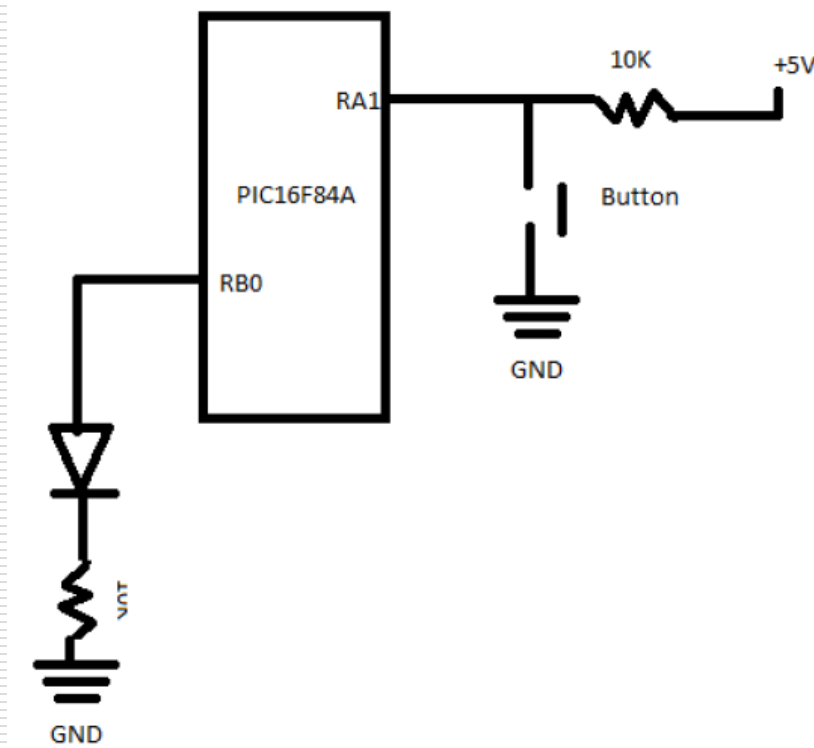 10K
+5V
RA1
PIC16F84A
Button
RB0
GND
GND